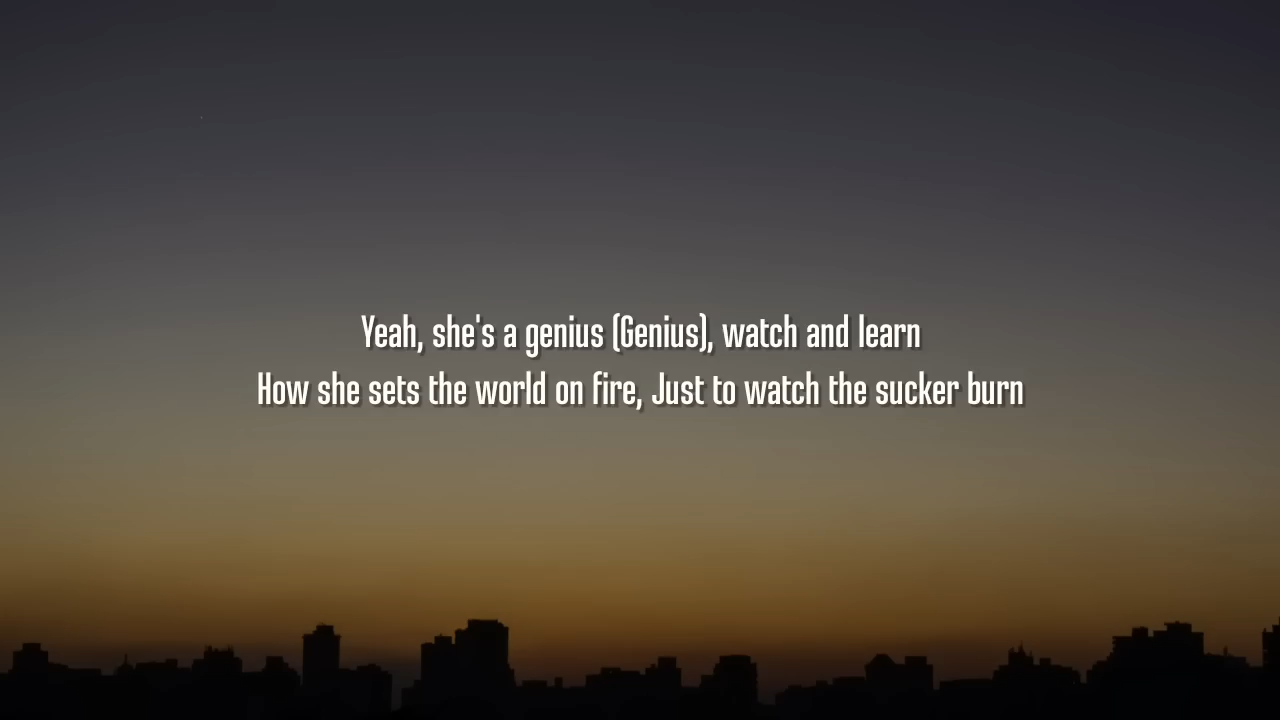 Yeah, she's a genius (Genius), watch and learn
How she sets the world on fire, Just to watch the sucker burn